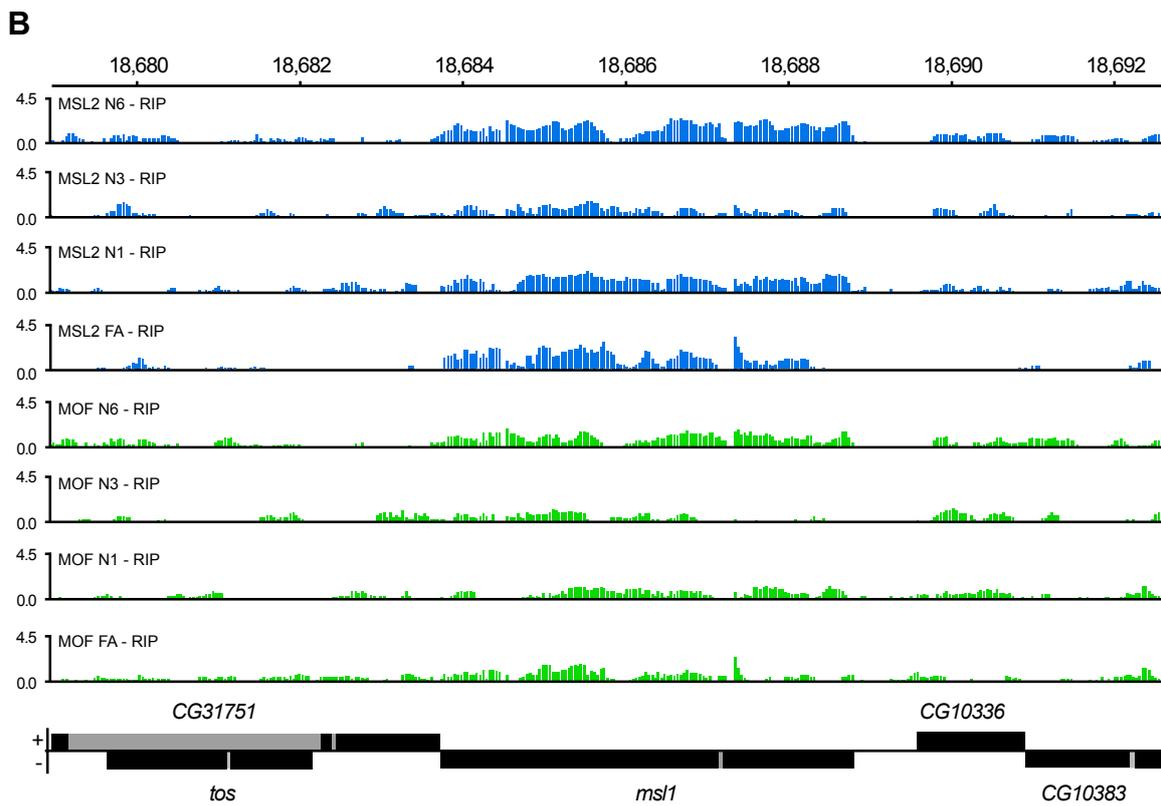 B
18,680 18,682 18,684 18,686 18,688 18,690 18,692
4.5
MSL2 N6 - RIP
0.0
4.5
MSL2 N3 - RIP
0.0
4.5
MSL2 N1 - RIP
0.0
4.5
MSL2 FA - RIP
0.0
4.5
MOF N6 - RIP
0.0
4.5
MOF N3 - RIP
0.0
4.5
MOF N1 - RIP
0.0
4.5
MOF FA - RIP
0.0
CG31751 CG10336
+
-
tos msl1 CG10383